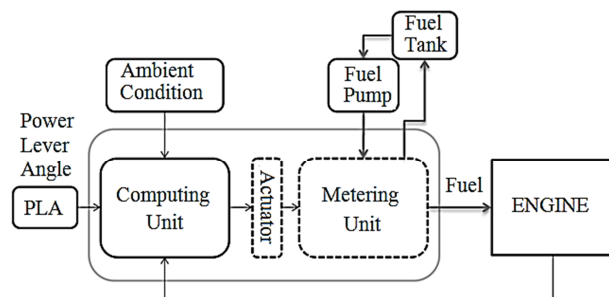 Fuel
Tank
Ambient
Condition
Fuel
Pump
Power
Lever
Angle
PLA
Computing
Unit
Actuator
Metering
Unit
Fuel
ENGINE